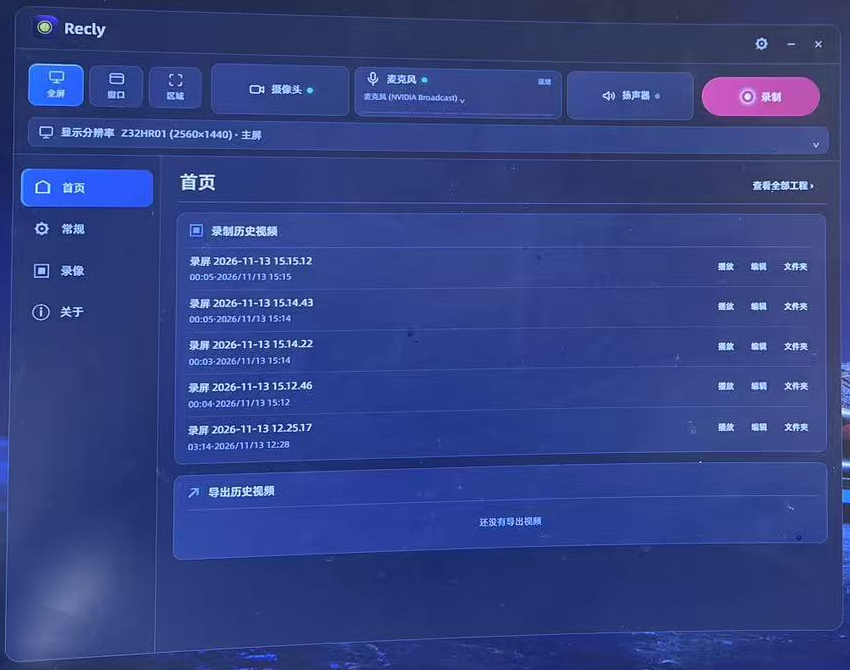 Recly
全屏
窗口
区域
摄像头
麦克风
麦克风 (NVIDIA Broadcast)
扬声器
录制
显示分辨率 Z32HR01 (2560×1440) · 主屏
首页
常规
录像
关于
首页
查看全部工程 ›
录制历史视频
录屏 2026-11-13 15.15.12
00:05·2026/11/13 15:15
播放 编辑 文件夹
录屏 2026-11-13 15.14.43
00:05·2026/11/13 15:14
播放 编辑 文件夹
录屏 2026-11-13 15.14.22
00:03·2026/11/13 15:14
播放 编辑 文件夹
录屏 2026-11-13 15.12.46
00:04·2026/11/13 15:12
播放 编辑 文件夹
录屏 2026-11-13 12.25.17
03:14·2026/11/13 12:28
播放 编辑 文件夹
导出历史视频
还没有导出视频